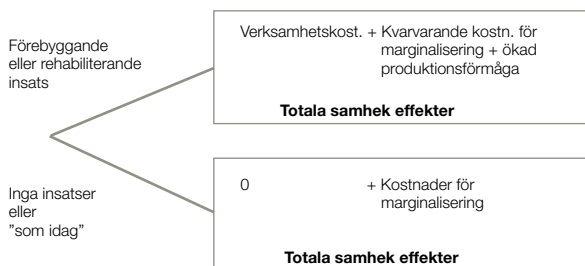 Förebyggande
eller rehabiliterande
insats
Verksamhetskost. + Kvarvarande kostn. för
marginalisering + ökad
produktionsförmåga
Totala samhek effekter
Inga insatser
eller
"som idag"
0 + Kostnader för
marginalisering
Totala samhek effekter